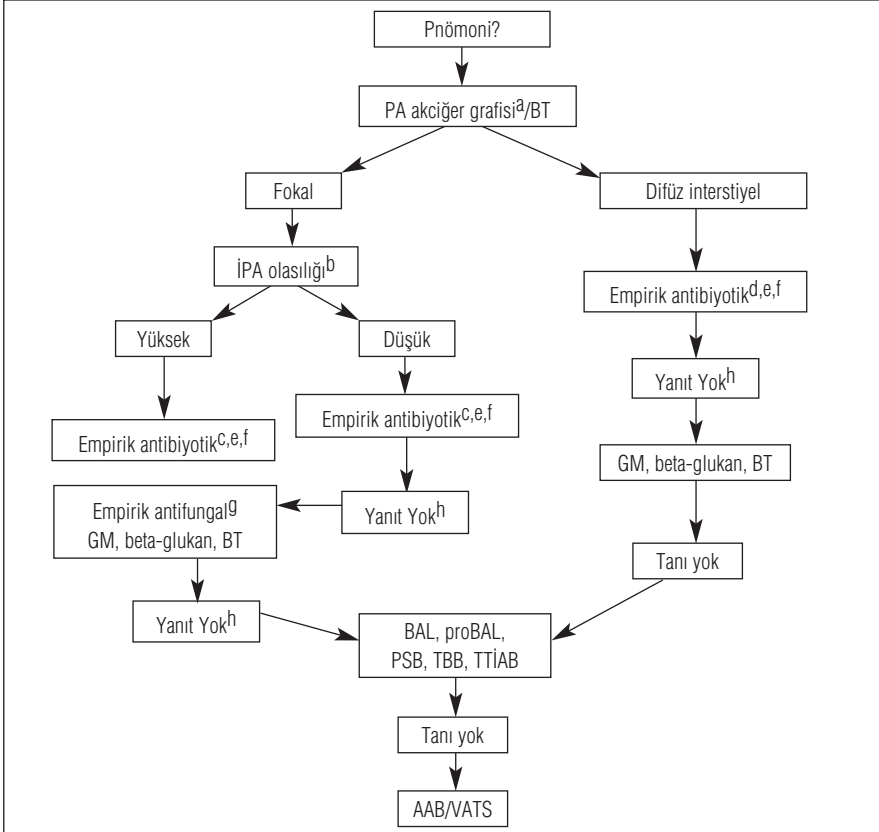 Pnömoni?
PA akciğer grafisiᵃ/BT
Fokal
Difüz interstiyel
İPA olasılığıᵇ
Empirik antibiyotikᵈ,ᵉ,ᶠ
Yüksek
Düşük
Yanıt Yokʰ
Empirik antibiyotikᶜ,ᵉ,ᶠ
Empirik antibiyotikᶜ,ᵉ,ᶠ
GM, beta-glukan, BT
Empirik antifungalᵍ
GM, beta-glukan, BT
Yanıt Yokʰ
Tanı yok
Yanıt Yokʰ
BAL, proBAL,
PSB, TBB, TTİAB
Tanı yok
AAB/VATS